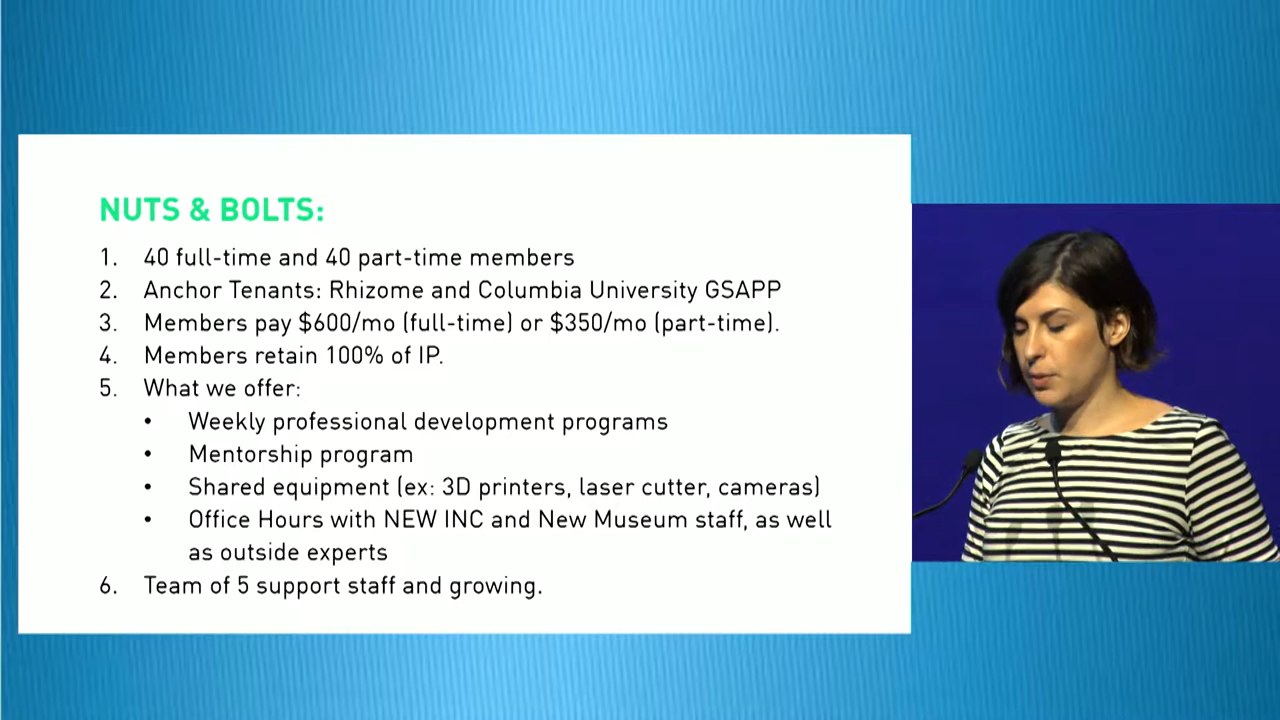 NUTS & BOLTS:
1. 40 full-time and 40 part-time members
2. Anchor Tenants: Rhizome and Columbia University GSAPP
3. Members pay $600/mo (full-time) or $350/mo (part-time).
4. Members retain 100% of IP.
5. What we offer:
• Weekly professional development programs
• Mentorship program
• Shared equipment (ex: 3D printers, laser cutter, cameras)
• Office Hours with NEW INC and New Museum staff, as well
as outside experts
6. Team of 5 support staff and growing.